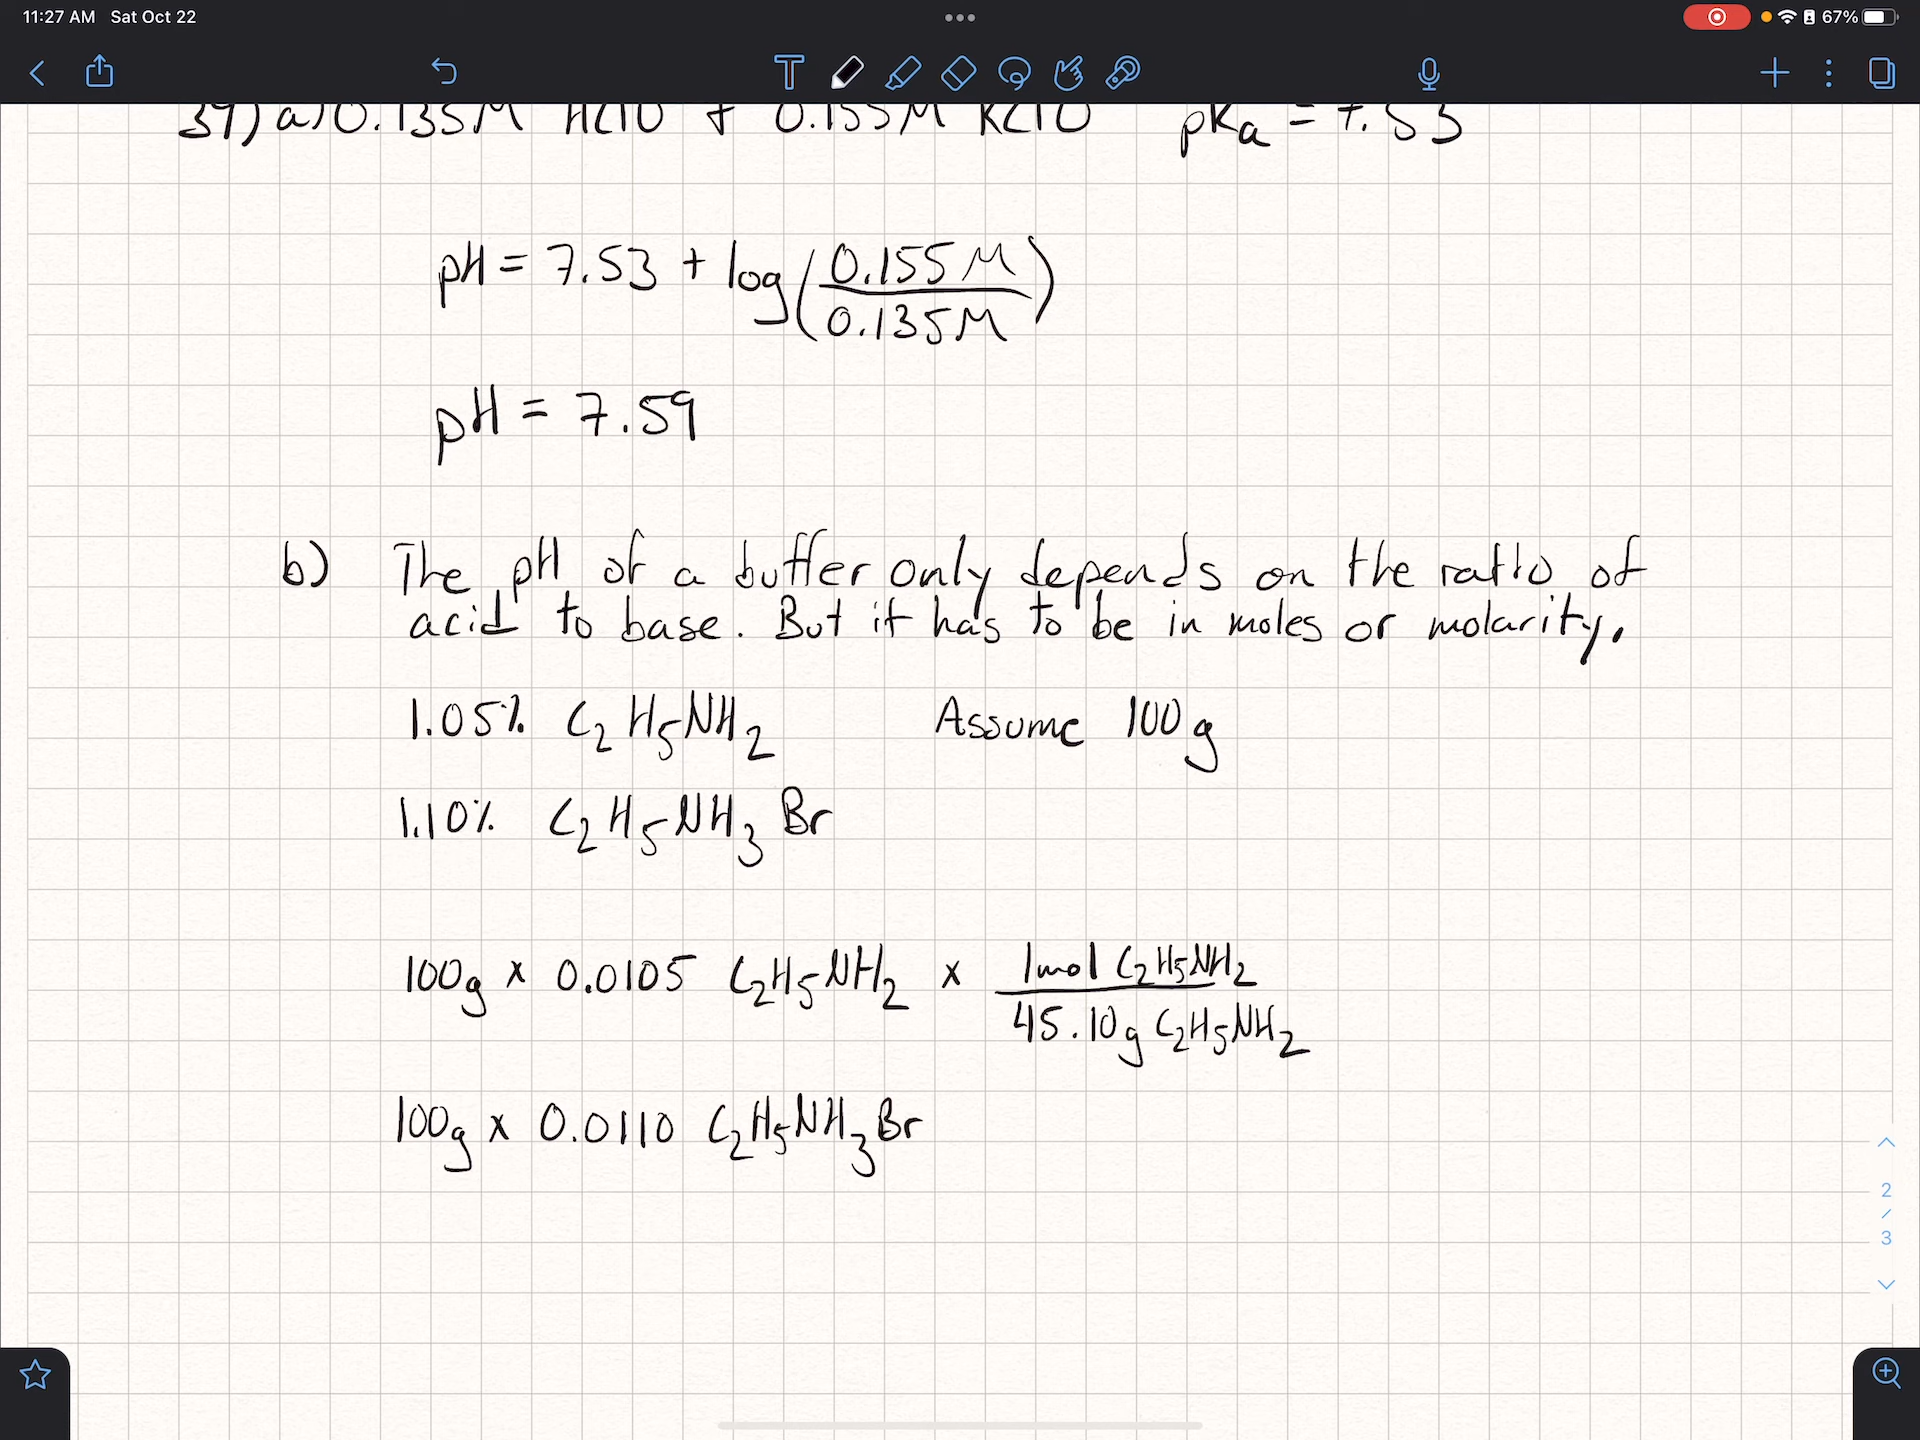 11:27 AM Sat Oct 22 67%
39) a) 0.135M HClO + 0.155M KClO pKa = 7.53
pH = 7.53 + log(0.155 M
0.135M)
pH = 7.59
b) The pH of a buffer only depends on the ratio of
acid to base. But it has to be in moles or molarity.
1.05% C2H5NH2 Assume 100g
1.10% C2H5NH3Br
100g x 0.0105 C2H5NH2 x 1mol C2H5NH2
45.10g C2H5NH2
100g x 0.0110 C2H5NH3Br
2
/
3